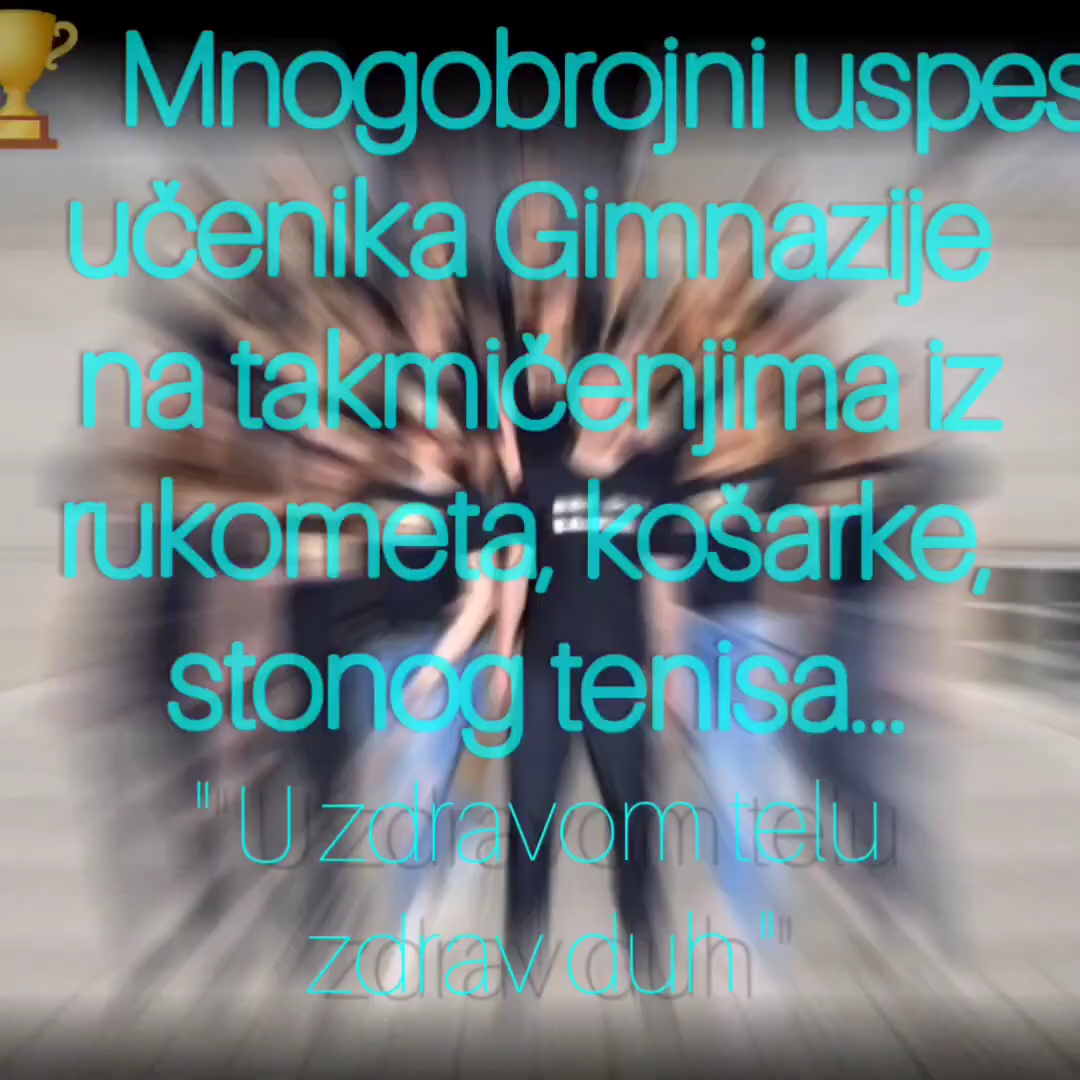 Mnogobrojni uspes
učenika Gimnazije
na takmičenjima iz
rukometa, košarke,
stonog tenisa...
"U zdravom telu
zdrav duh"